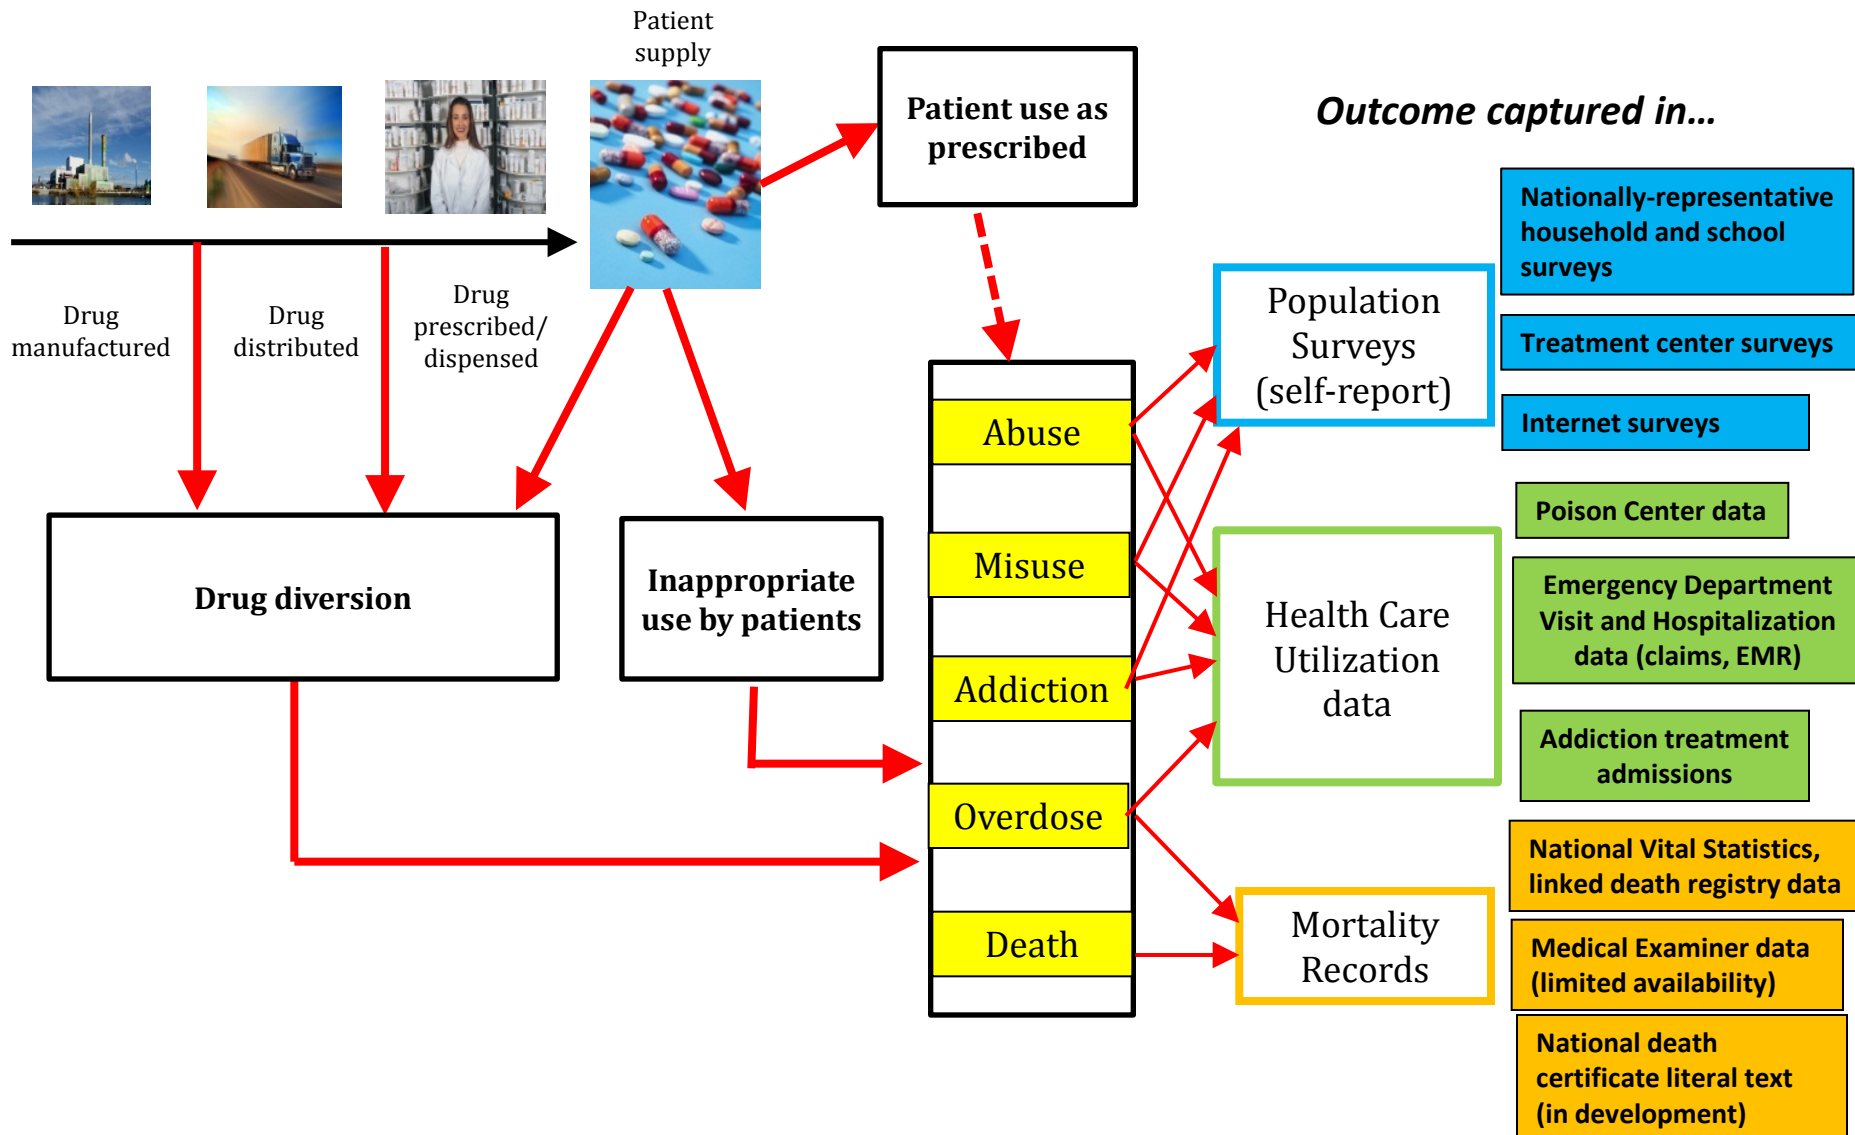 Patient
supply
Drug
manufactured
Drug
distributed
Drug
prescribed/
dispensed
Patient use as
prescribed
Drug diversion
Inappropriate
use by patients
Abuse
Misuse
Addiction
Overdose
Death
Outcome captured in…
Population
Surveys
(self-report)
Health Care
Utilization
data
Mortality
Records
Nationally-representative
household and school
surveys
Treatment center surveys
Internet surveys
Poison Center data
Emergency Department
Visit and Hospitalization
data (claims, EMR)
Addiction treatment
admissions
National Vital Statistics,
linked death registry data
Medical Examiner data
(limited availability)
National death
certificate literal text
(in development)